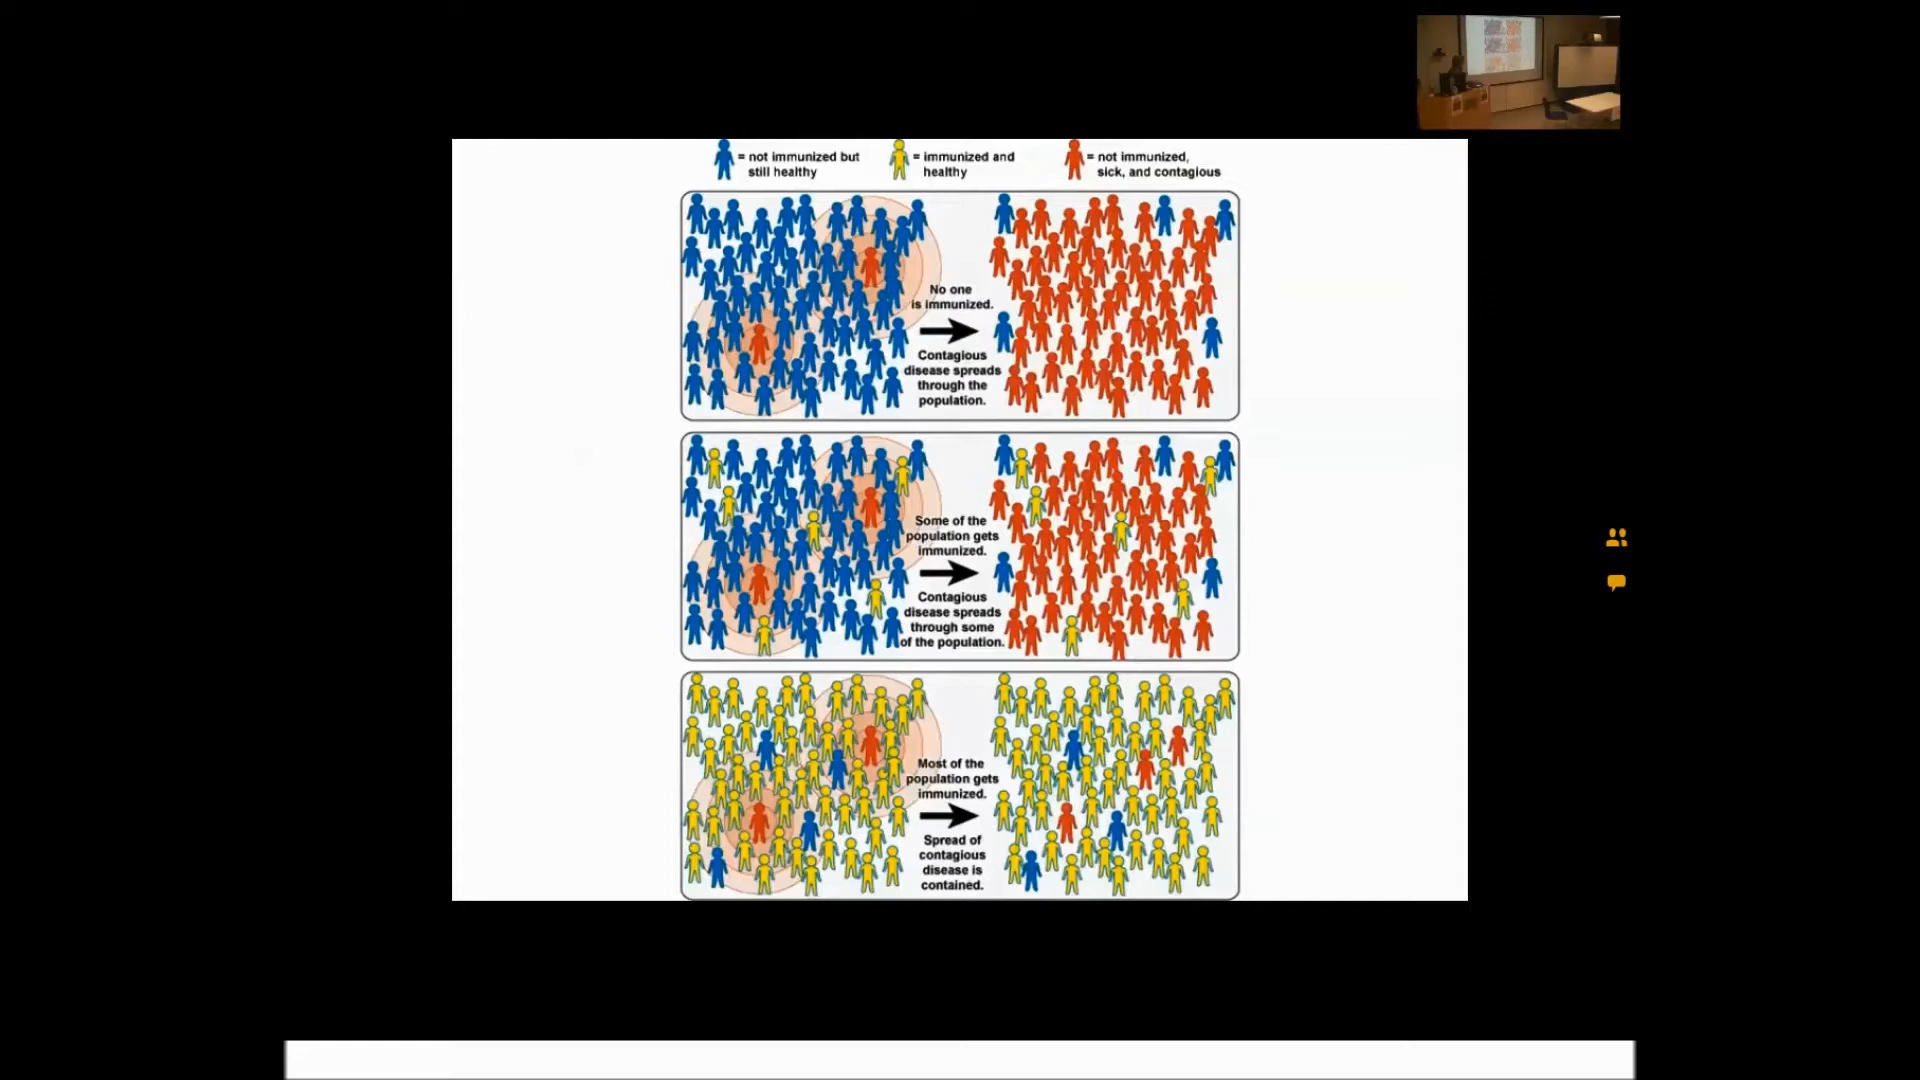 = not immunized but
still healthy
= immunized and
healthy
= not immunized,
sick, and contagious
No one
is immunized.
Contagious
disease spreads
through the
population.
Some of the
population gets
immunized.
Contagious
disease spreads
through some
of the population.
Most of the
population gets
immunized.
Spread of
contagious
disease is
contained.